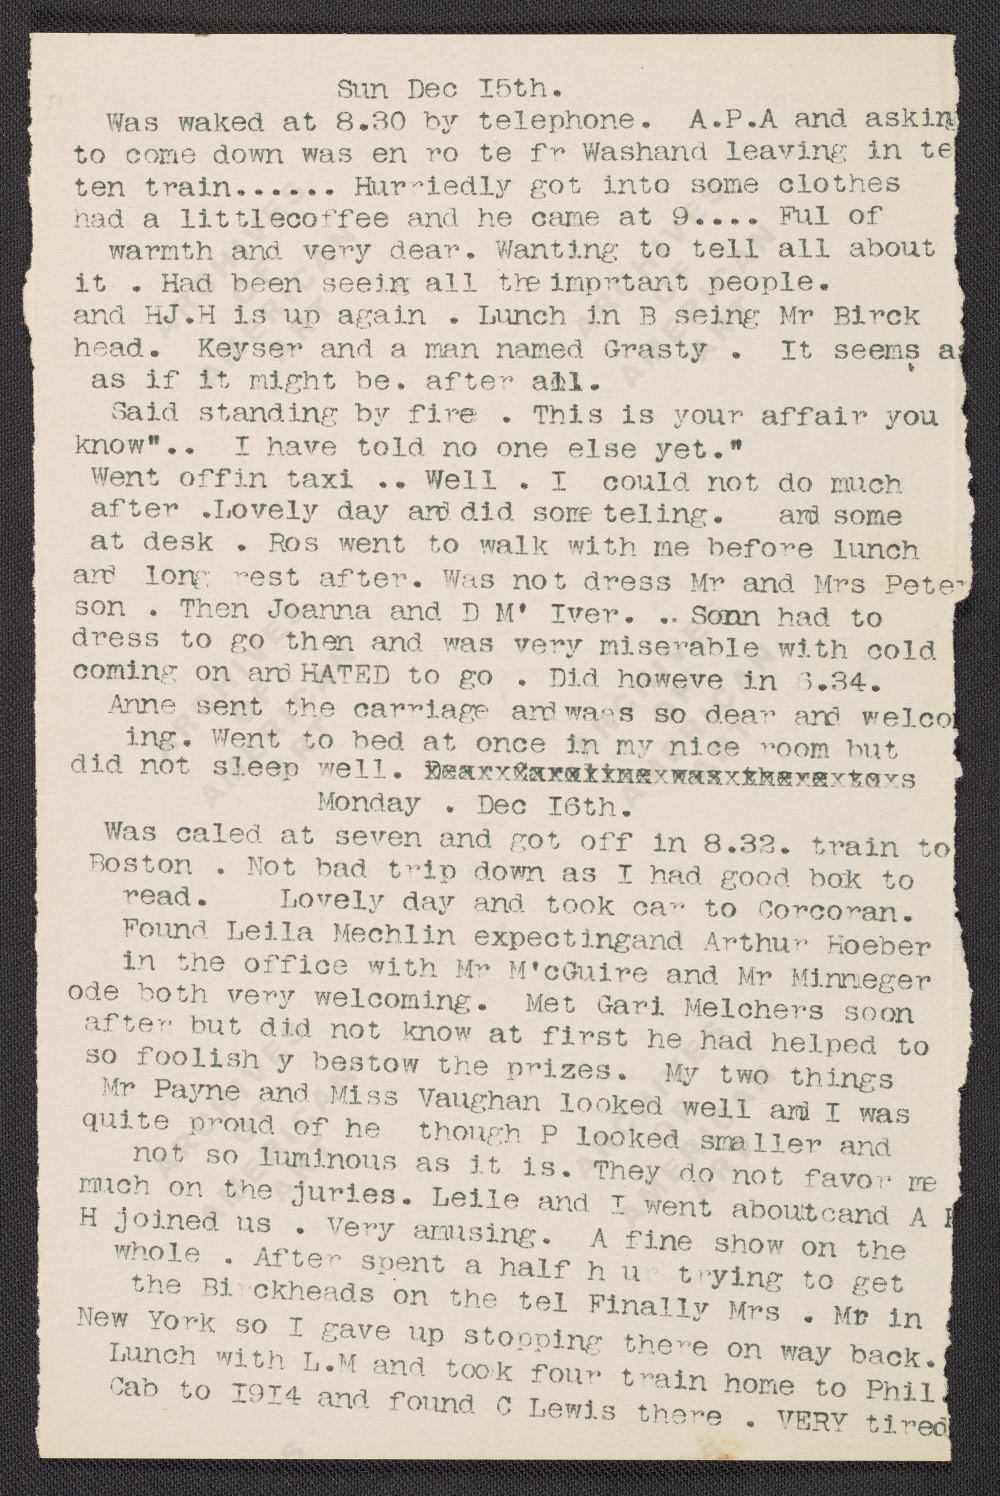 Sun Dec I5th.
Was waked at 8.30 by telephone. A.P.A and askin
to come down was en ro te fr Washand leaving in te
ten train...... Hurriedly got into some clothes
had a littlecoffee and he came at 9.... Ful of
warmth and very dear. Wanting to tell all about
it . Had been seein all the imprtant people.
and HJ.H is up again . Lunch in B seing Mr Birck
head. Keyser and a man named Grasty . It seems as
as if it might be. after all.
Said standing by fire . This is your affair you
know".. I have told no one else yet."
Went offin taxi .. Well . I could not do much
after .Lovely day and did some teling. and some
at desk . Ros went to walk with me before lunch
and long rest after. Was not dress Mr and Mrs Peter
son . Then Joanna and D M' Iver. .. Soon had to
dress to go then and was very miserable with cold
coming on and HATED to go . Did howeve in 6.34.
Anne sent the carriage and waas so dear and welco
ing. Went to bed at once in my nice room but
did not sleep well.
Monday . Dec I6th.
Was caled at seven and got off in 8.32. train to
Boston . Not bad trip down as I had good bok to
read. Lovely day and took car to Corcoran.
Found Leila Mechlin expectingand Arthur Hoeber
in the office with Mr M'cGuire and Mr Minneger
ode both very welcoming. Met Gari Melchers soon
after but did not know at first he had helped to
so foolish y bestow the prizes. My two things
Mr Payne and Miss Vaughan looked well and I was
quite proud of he though P looked smaller and
not so luminous as it is. They do not favor me
much on the juries. Leile and I went aboutcand A H
H joined us . Very amusing. A fine show on the
whole . After spent a half h ur trying to get
the Birckheads on the tel Finally Mrs . Mr in
New York so I gave up stopping there on way back.
Lunch with L.M and took four train home to Phil.
Cab to I9I4 and found C Lewis there . VERY tired